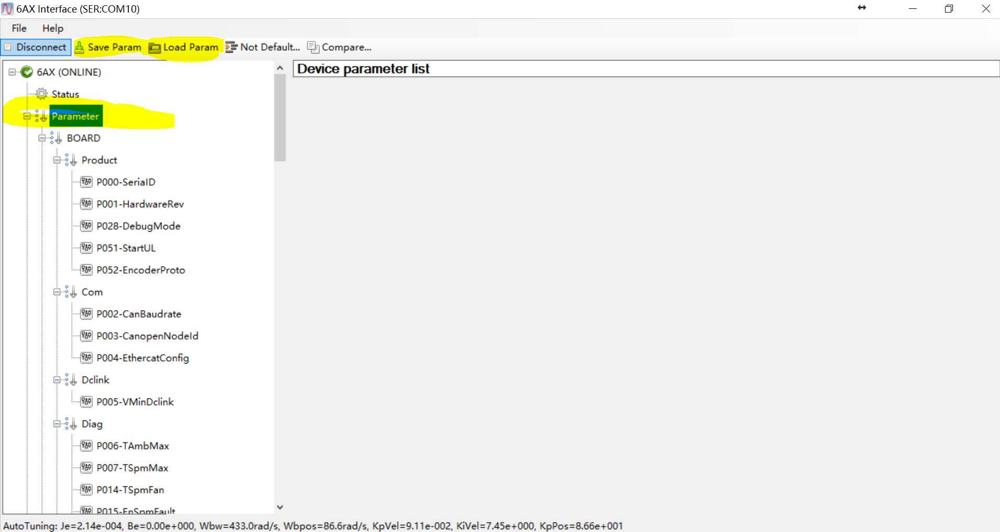 6AX Interface (SER:COM10)
File Help
Disconnect Save Param Load Param Not Default... Compare...
6AX (ONLINE)
Device parameter list
Status
Parameter
BOARD
Product
P000-SerialD
P001-HardwareRev
P028-DebugMode
P051-StartUL
P052-EncoderProto
Com
P002-CanBaudrate
P003-CanopenNodeId
P004-EthercatConfig
Dclink
P005-VMinDclink
Diag
P006-TAmbMax
P007-TSpmMax
P014-TSpmFan
P015-EnSpmFault
AutoTuning: Je=2.14e-004, Be=0.00e+000, Wbw=433.0rad/s, Wbpos=86.6rad/s, KpVel=9.11e-002, KiVel=7.45e+000, KpPos=8.66e+001